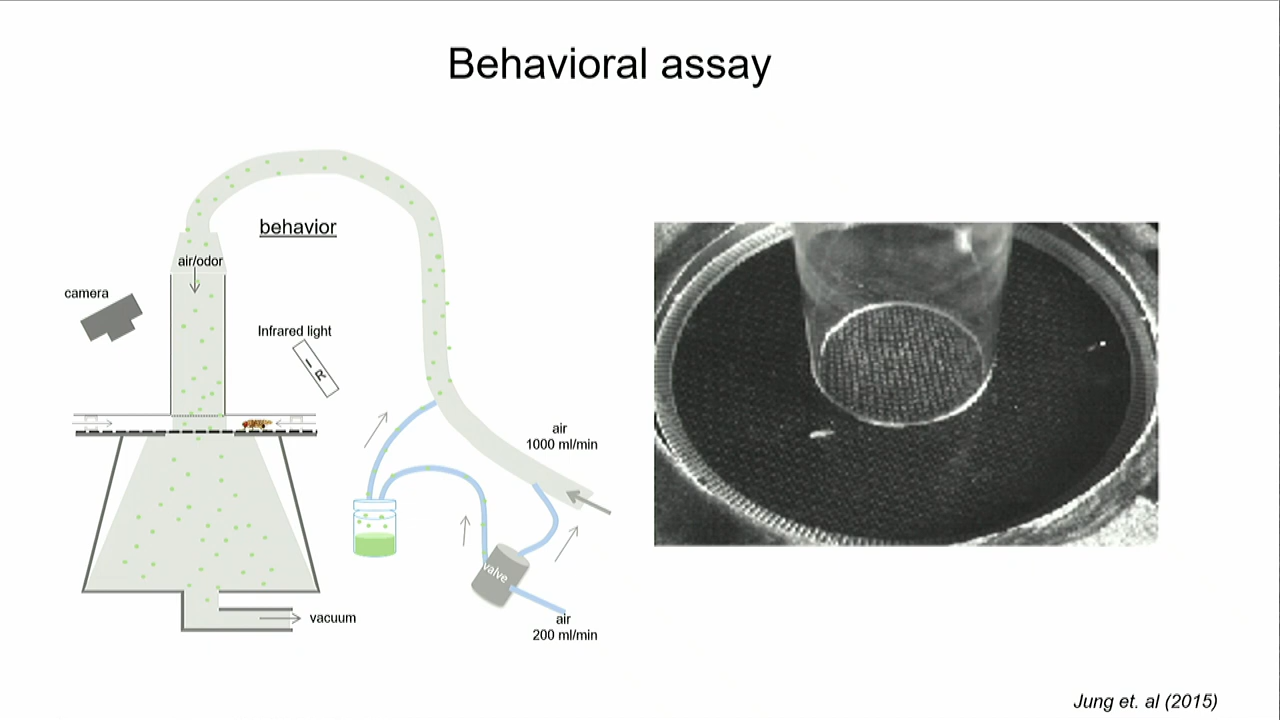 Behavioral assay
behavior
air/odor
camera
Infrared light
IR
air
1000 ml/min
valve
air
200 ml/min
vacuum
Jung et. al (2015)